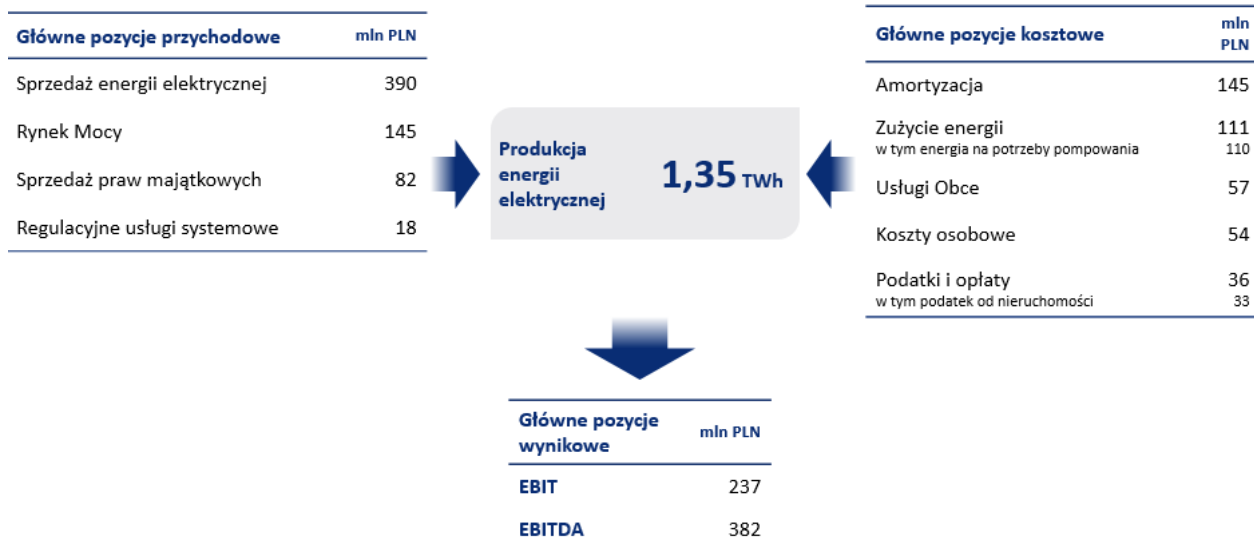 Główne pozycje przychodowe mln PLN
Sprzedaż energii elektrycznej 390
Rynek Mocy 145
Sprzedaż praw majątkowych 82
Regulacyjne usługi systemowe 18
Produkcja
energii
elektrycznej
1,35 TWh
Główne pozycje kosztowe mln
PLN
Amortyzacja 145
Zużycie energii 111
w tym energia na potrzeby pompowania 110
Usługi Obce 57
Koszty osobowe 54
Podatki i opłaty 36
w tym podatek od nieruchomości 33
Główne pozycje
wynikowe
mln PLN
EBIT 237
EBITDA 382